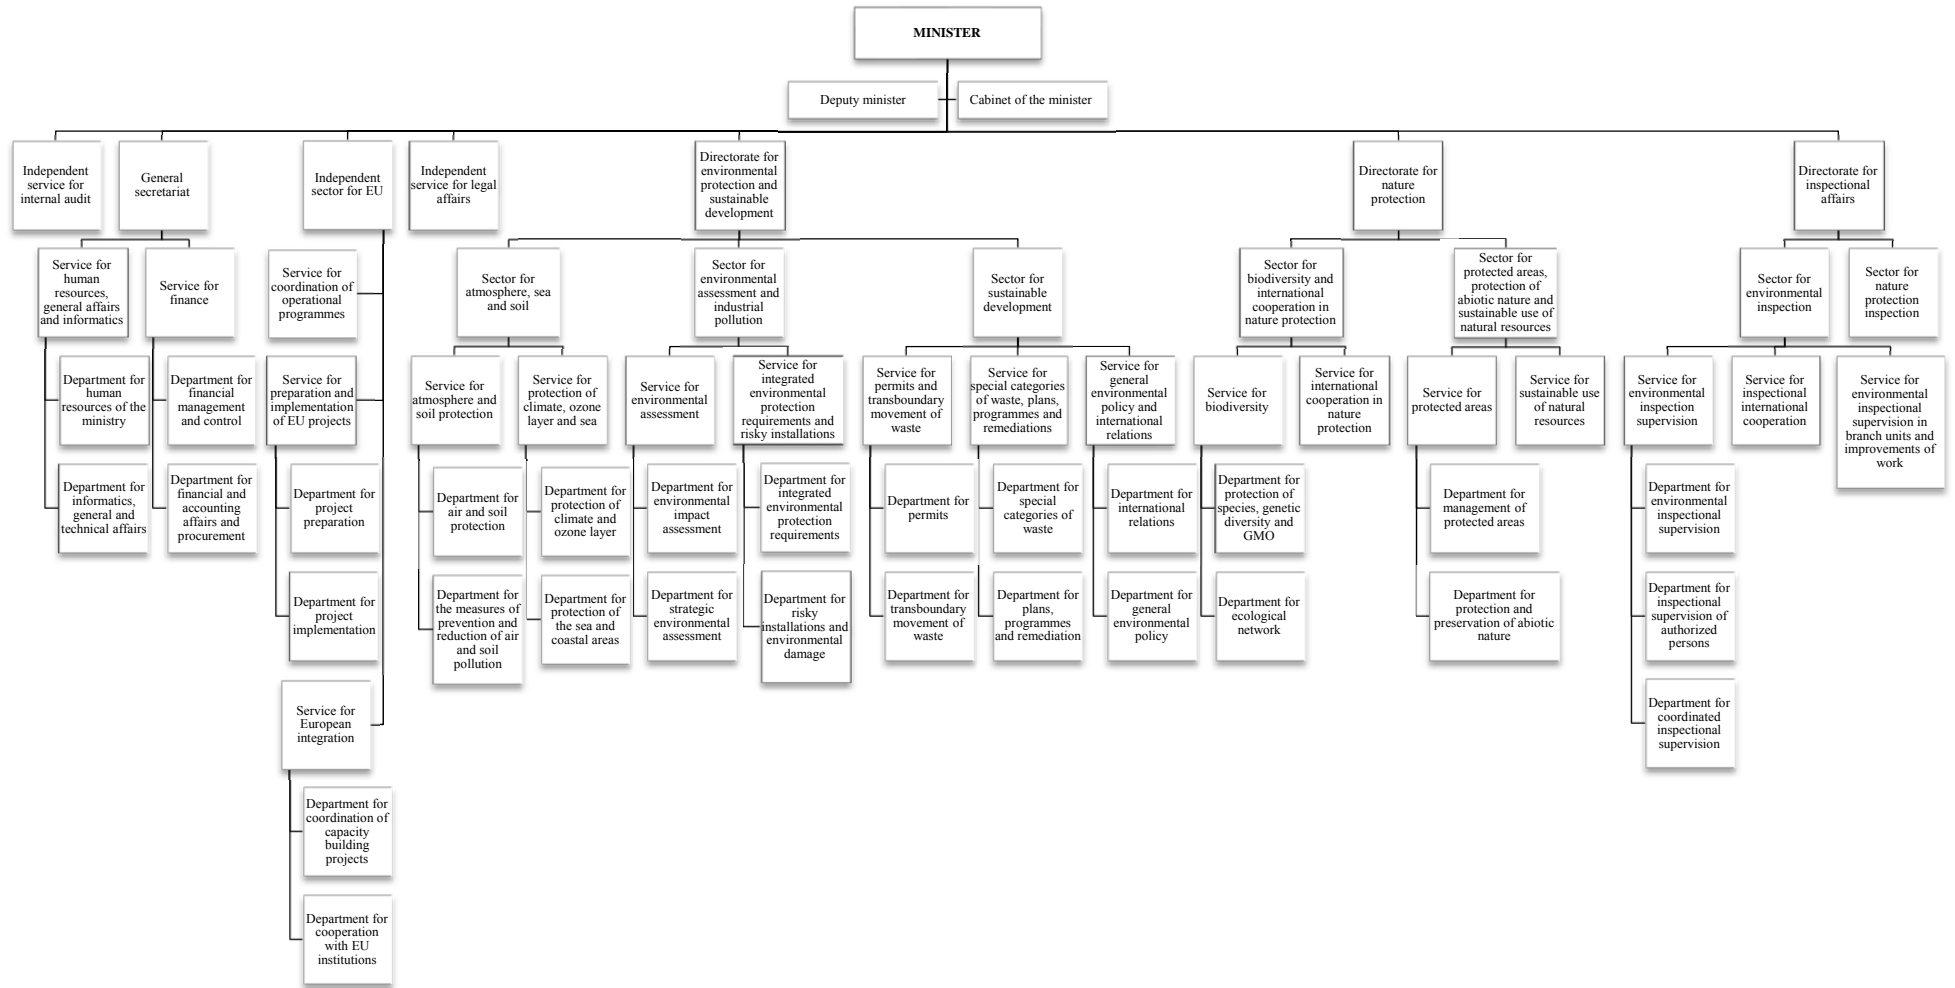 MINISTER
Deputy minister
Cabinet of the minister
Independent
service for
internal audit
General
secretariat
Independent
sector for EU
Independent
service for legal
affairs
Directorate for
environmental
protection and
sustainable
development
Directorate for
nature
protection
Directorate for
inspectional
affairs
Service for
human
resources,
general affairs
and informatics
Service for
finance
Service for
coordination of
operational
programmes
Sector for
atmosphere, sea
and soil
Sector for
environmental
assessment and
industrial
pollution
Sector for
sustainable
development
Sector for
biodiversity and
international
cooperation in
nature protection
Sector for
protected areas,
protection of
abiotic nature and
sustainable use of
natural resources
Sector for
environmental
inspection
Sector for
nature
protection
inspection
Department for
human
resources of the
ministry
Department for
financial
management
and control
Service for
preparation and
implementation
of EU projects
Service for
atmosphere and
soil protection
Service for
protection of
climate, ozone
layer and sea
Service for
environmental
assessment
Service for
integrated
environmental
protection
requirements and
risky installations
Service for
permits and
transboundary
movement of
waste
Service for
special categories
of waste, plans,
programmes and
remediations
Service for
general
environmental
policy and
international
relations
Service for
biodiversity
Service for
international
cooperation in
nature
protection
Service for
protected areas
Service for
sustainable use
of natural
resources
Service for
environmental
inspection
supervision
Service for
inspectional
international
cooperation
Service for
environmental
inspectional
supervision in
branch units and
improvements of
work
Department for
informatics,
general and
technical affairs
Department for
financial and
accounting
affairs and
procurement
Department for
project
preparation
Department for
air and soil
protection
Department for
protection of
climate and
ozone layer
Department for
environmental
impact
assessment
Department for
integrated
environmental
protection
requirements
Department for
permits
Department for
special
categories of
waste
Department for
international
relations
Department for
protection of
species, genetic
diversity and
GMO
Department for
management of
protected areas
Department for
environmental
inspectional
supervision
Department for
project
implementation
Department for
the measures of
prevention and
reduction of air
and soil
pollution
Department for
protection of
the sea and
coastal areas
Department for
strategic
environmental
assessment
Department for
risky
installations and
environmental
damage
Department for
transboundary
movement of
waste
Department for
plans,
programmes
and remediation
Department for
general
environmental
policy
Department for
ecological
network
Department for
protection and
preservation of abiotic
nature
Department for
inspectional
supervision of
authorized
persons
Service for
European
integration
Department for
coordinated
inspectional
supervision
Department for
coordination of
capacity
building
projects
Department for
cooperation
with EU
institutions